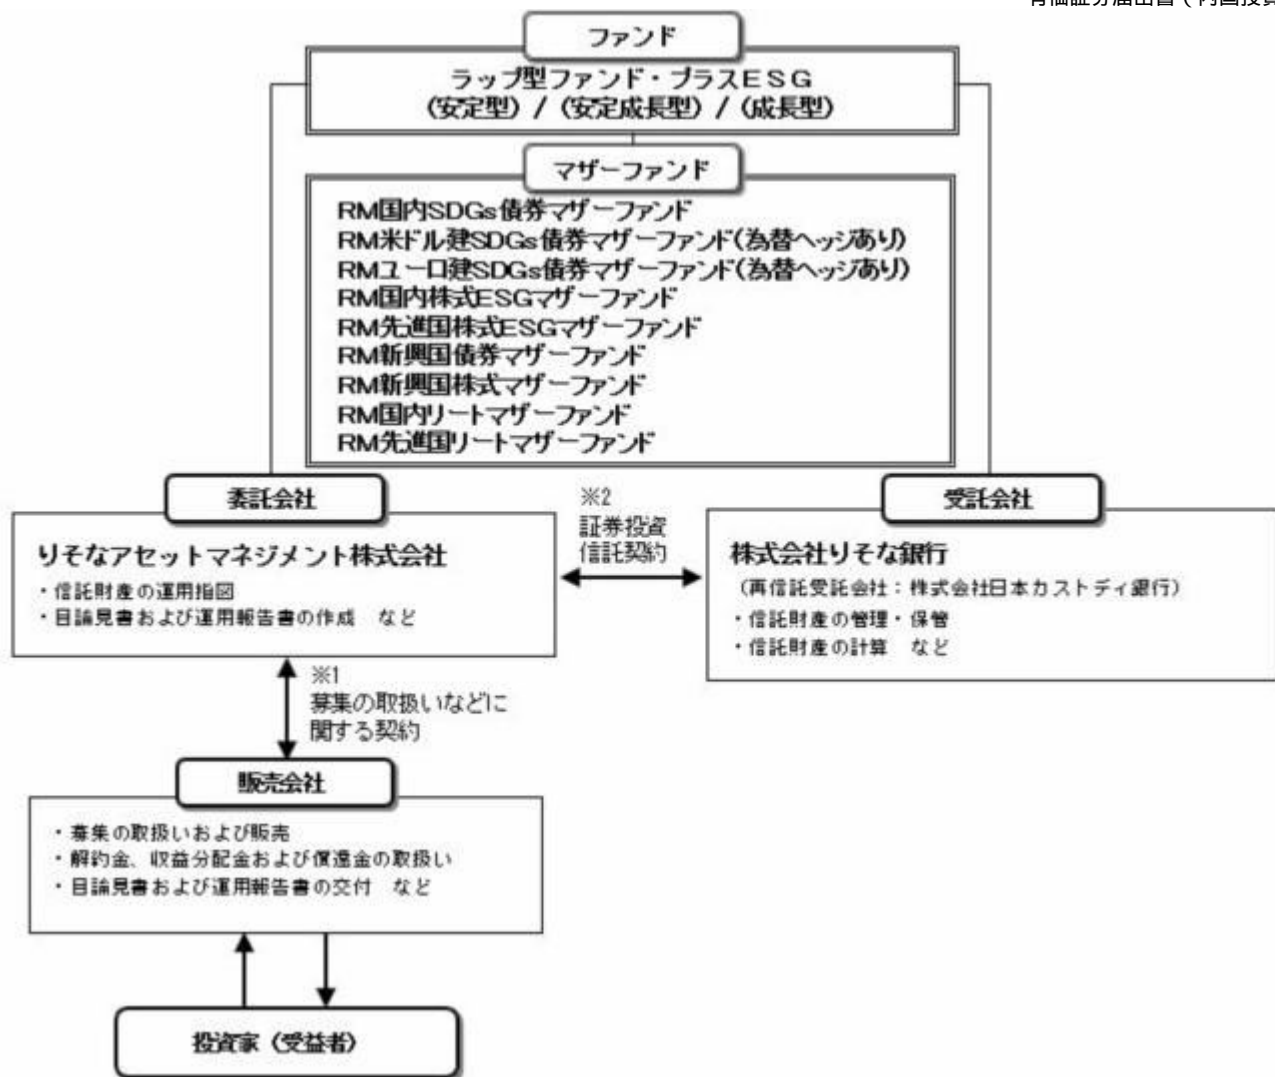 ファンド
ラップ型ファンド・プラスESG
(安定型) / (安定成長型) / (成長型)
マザーファンド
RM国内SDGs債券マザーファンド
RM米ドル建SDGs債券マザーファンド(為替ヘッジあり)
RMユーロ建SDGs債券マザーファンド(為替ヘッジあり)
RM国内株式ESGマザーファンド
RM先進国株式ESGマザーファンド
RM新興国債券マザーファンド
RM新興国株式マザーファンド
RM国内リートマザーファンド
RM先進国リートマザーファンド
委託会社
りそなアセットマネジメント株式会社
・信託財産の運用指図
・目論見書および運用報告書の作成 など
※2
証券投資
信託契約
受託会社
株式会社りそな銀行
（再信託受託会社：株式会社日本カストディ銀行）
・信託財産の管理・保管
・信託財産の計算 など
※1
募集の取扱いなどに
関する契約
販売会社
・募集の取扱いおよび販売
・解約金、収益分配金および償還金の取扱い
・目論見書および運用報告書の交付 など
投資家（受益者）